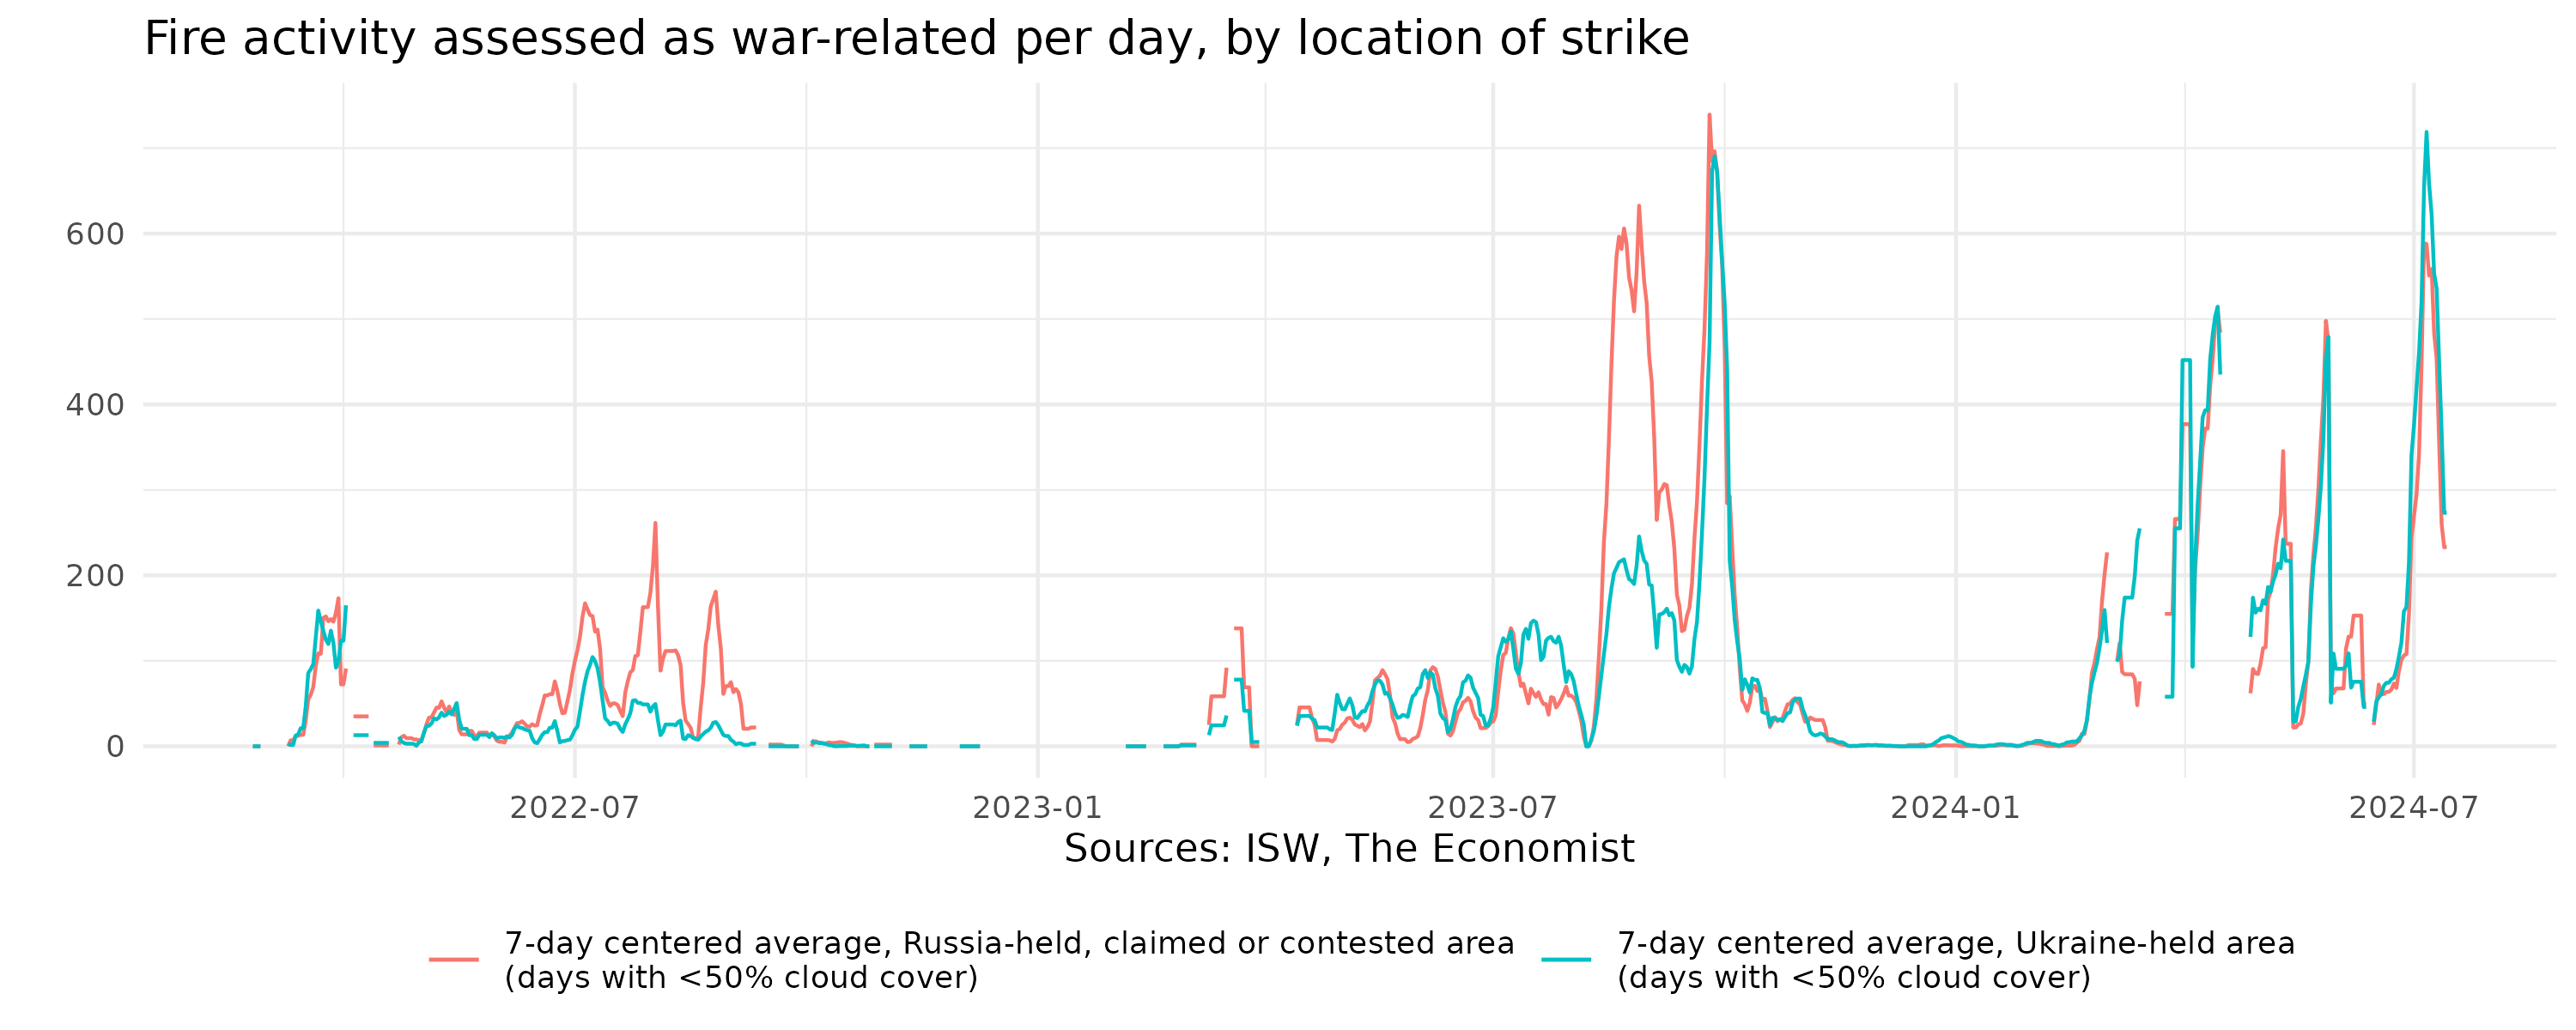 Fire activity assessed as war-related per day, by location of strike
600
400
200
0
2022-07
2023-01
2023-07
2024-01
2024-07
Sources: ISW, The Economist
7-day centered average, Russia-held, claimed or contested area
(days with <50% cloud cover)
7-day centered average, Ukraine-held area
(days with <50% cloud cover)